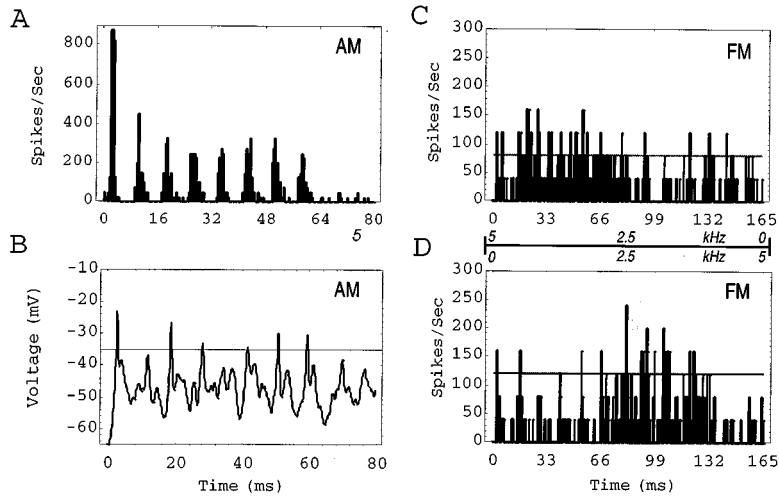 A
AM
Spikes/Sec
800
600
400
200
0
0 16 32 48 64 80
5
B
AM
Voltage (mV)
-10
-20
-30
-40
-50
-60
0 20 40 60 80
Time (ms)
C
FM
Spikes/Sec
300
250
200
150
100
50
0
0 33 66 99 132 165
5 2.5 kHz 0
0 2.5 kHz 5
D
FM
Spikes/Sec
300
250
200
150
100
50
0
0 33 66 99 132 165
Time (ms)